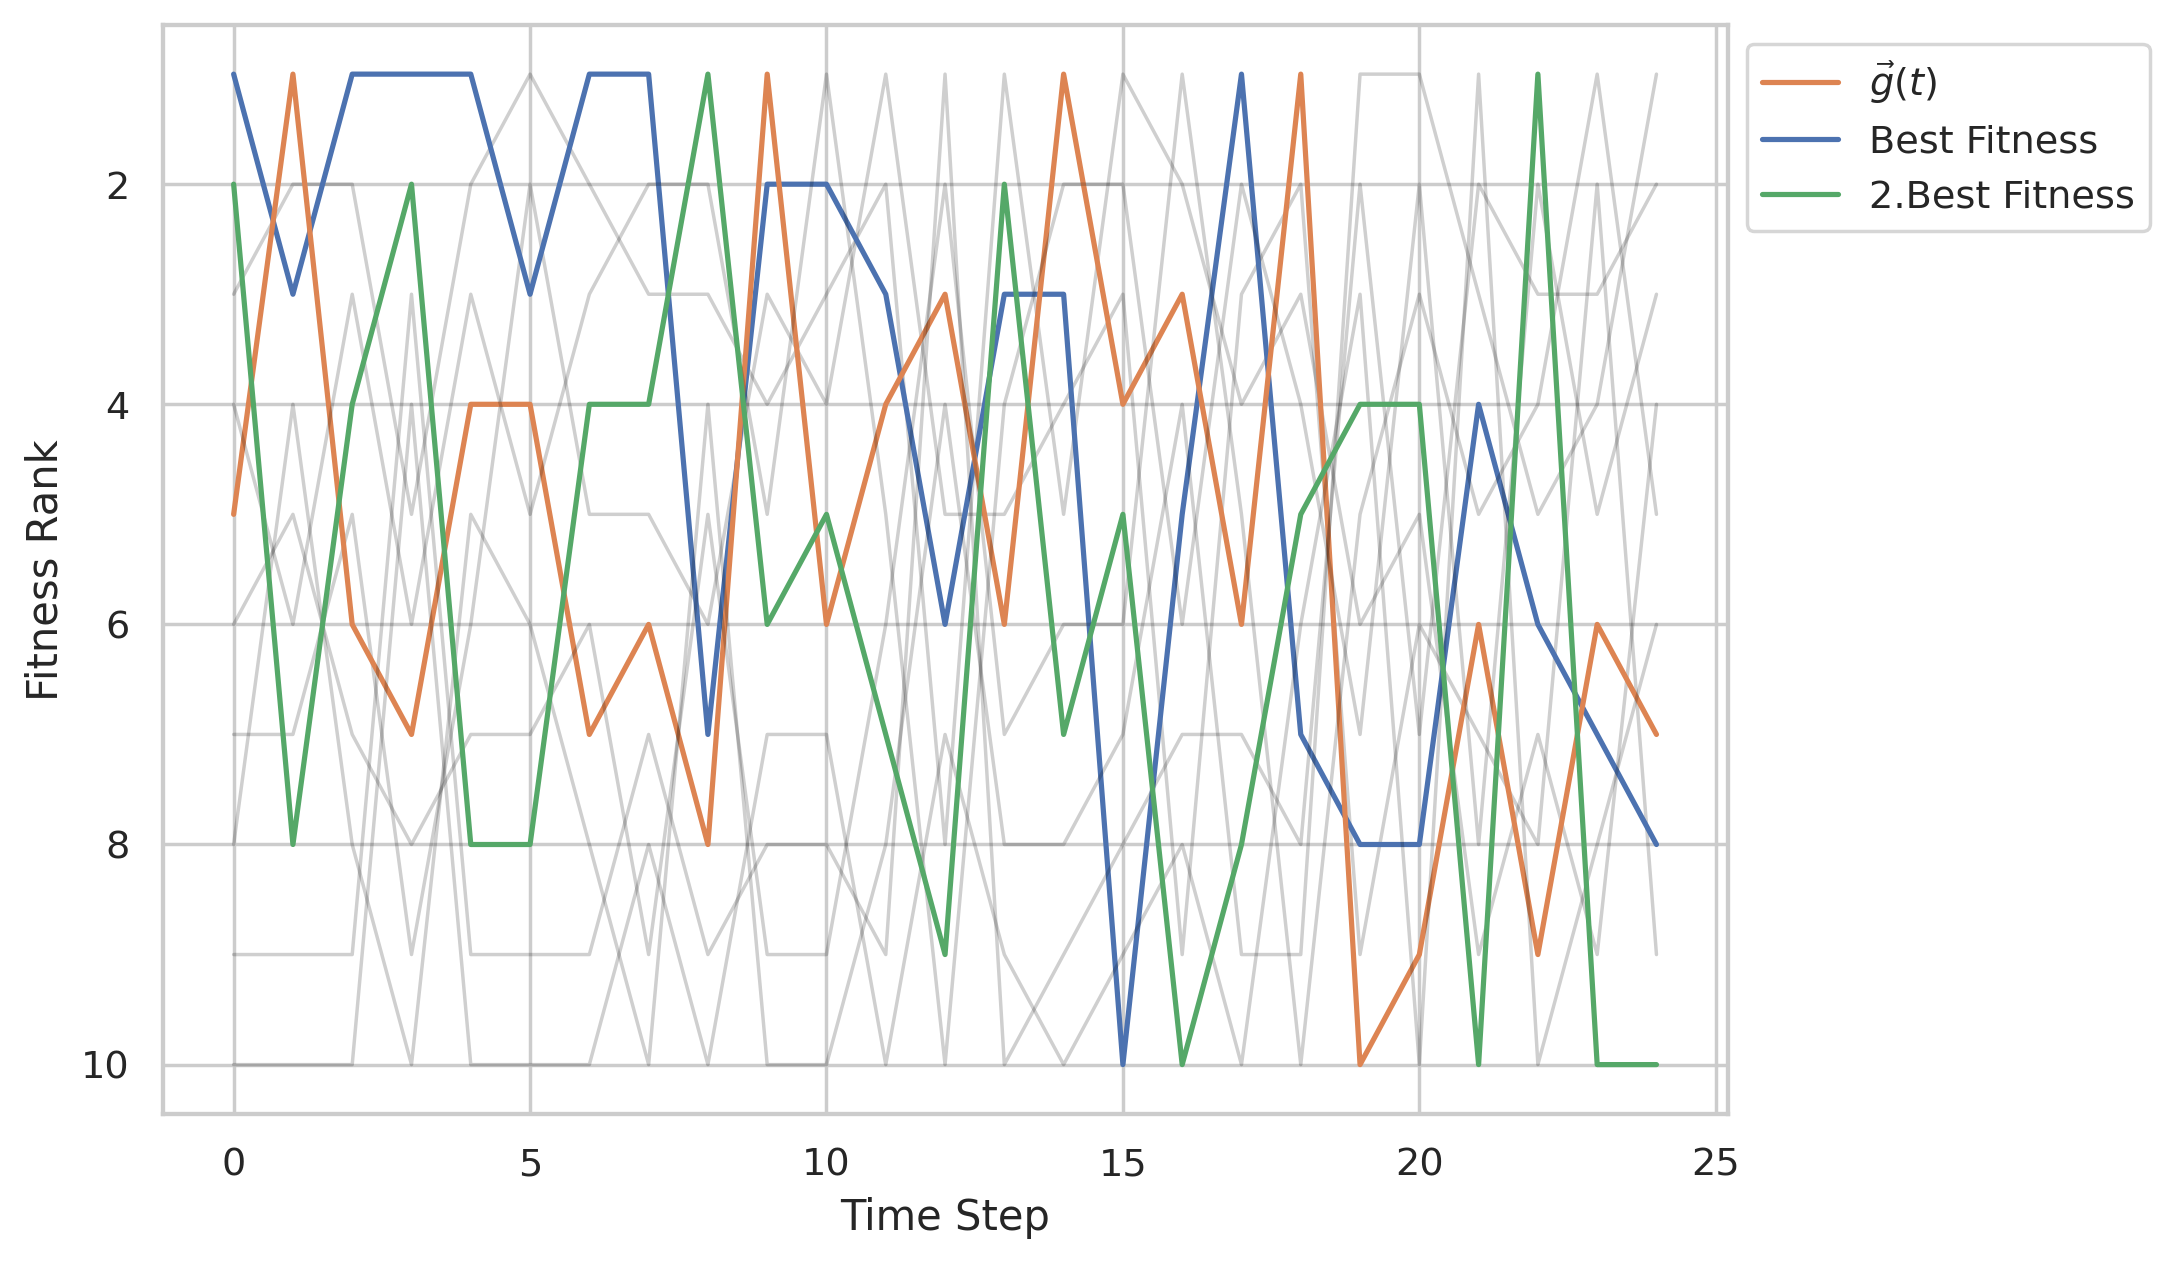 2
4
6
8
10
Fitness Rank
0 5 10 15 20 25
Time Step
g⃗(t)
Best Fitness
2.Best Fitness